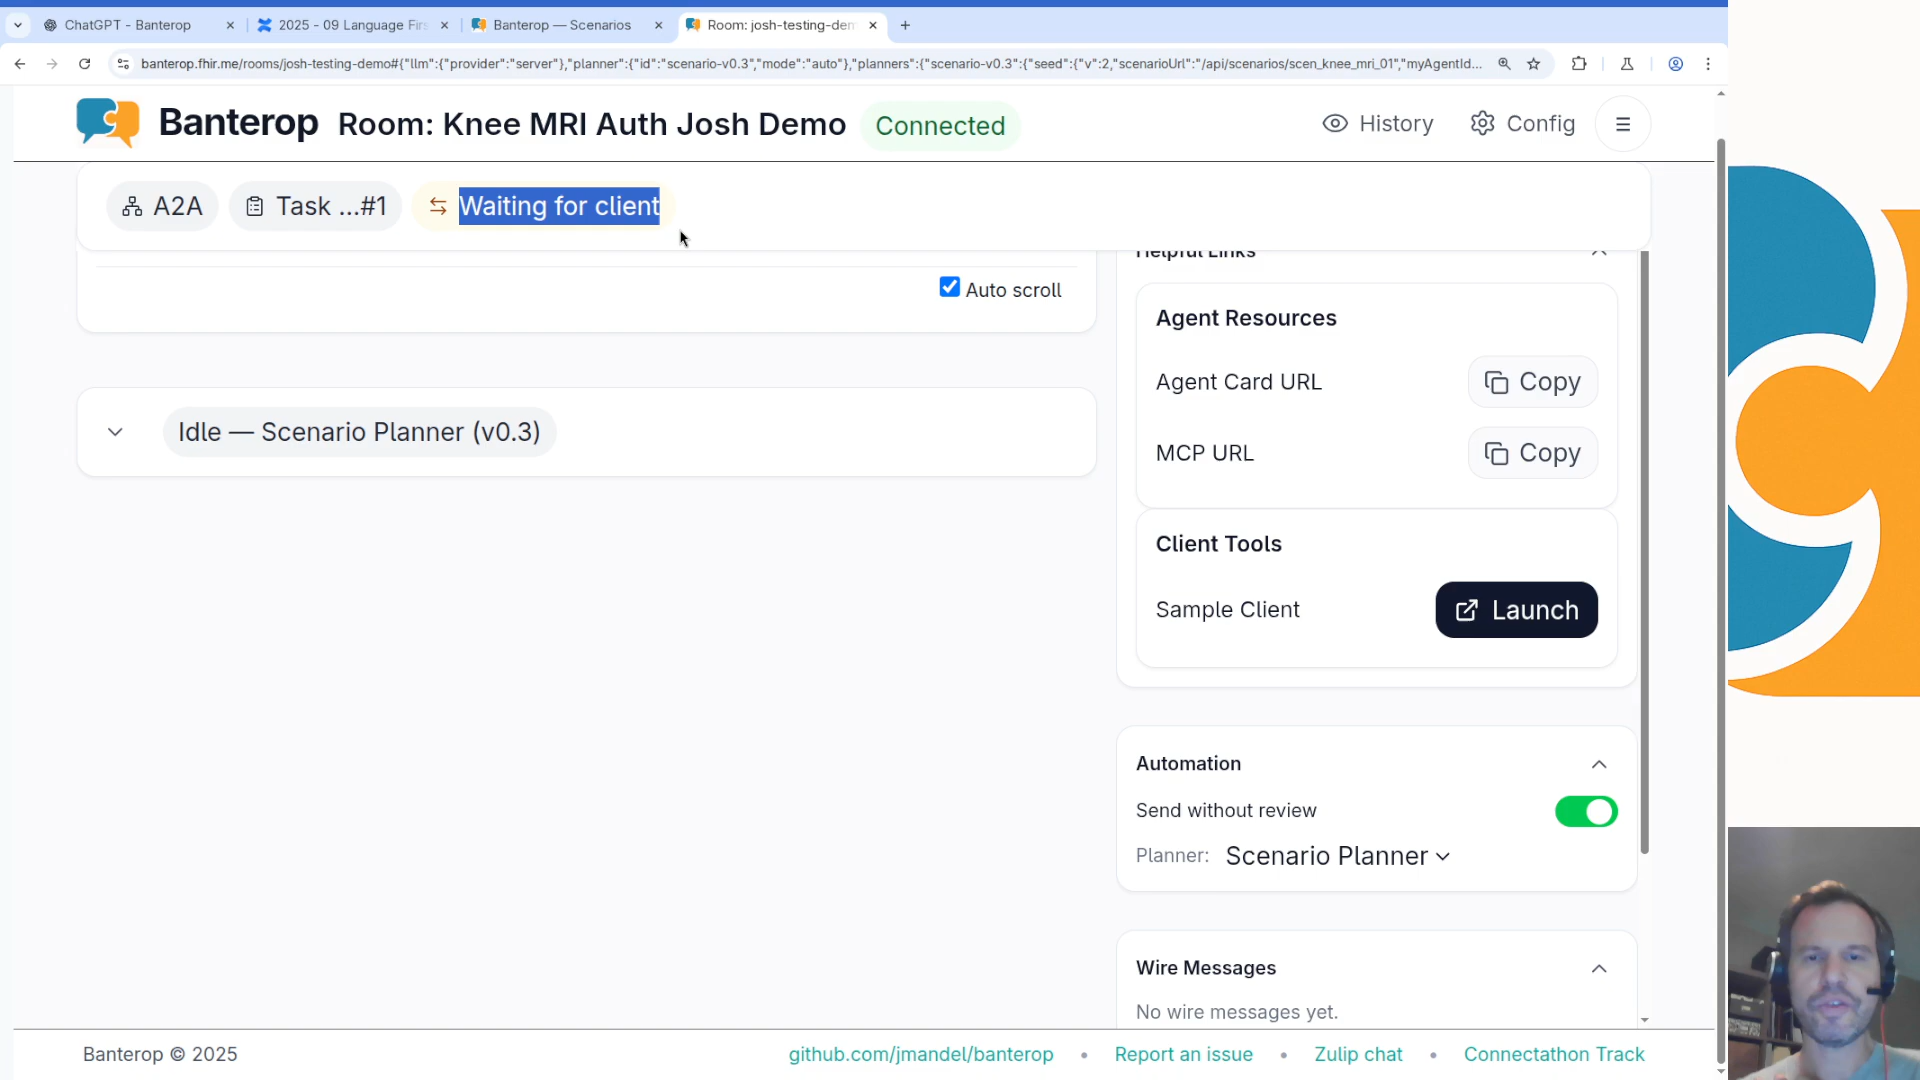 ChatGPT - Banterop
2025 - 09 Language Firs
Banterop — Scenarios
Room: josh-testing-dem
banterop.fhir.me/rooms/josh-testing-demo#{"llm":{"provider":"server"},"planner":{"id":"scenario-v0.3","mode":"auto"},"planners":{"scenario-v0.3":{"seed":{"v":2,"scenarioUrl":"/api/scenarios/scen_knee_mri_01","myAgentId...
Banterop Room: Knee MRI Auth Josh Demo Connected
History
Config
A2A
Task ...#1
Waiting for client
Helpful Links
Auto scroll
Idle — Scenario Planner (v0.3)
Agent Resources
Agent Card URL
Copy
MCP URL
Copy
Client Tools
Sample Client
Launch
Automation
Send without review
Planner: Scenario Planner
Wire Messages
No wire messages yet.
Banterop © 2025
github.com/jmandel/banterop • Report an issue • Zulip chat • Connectathon Track